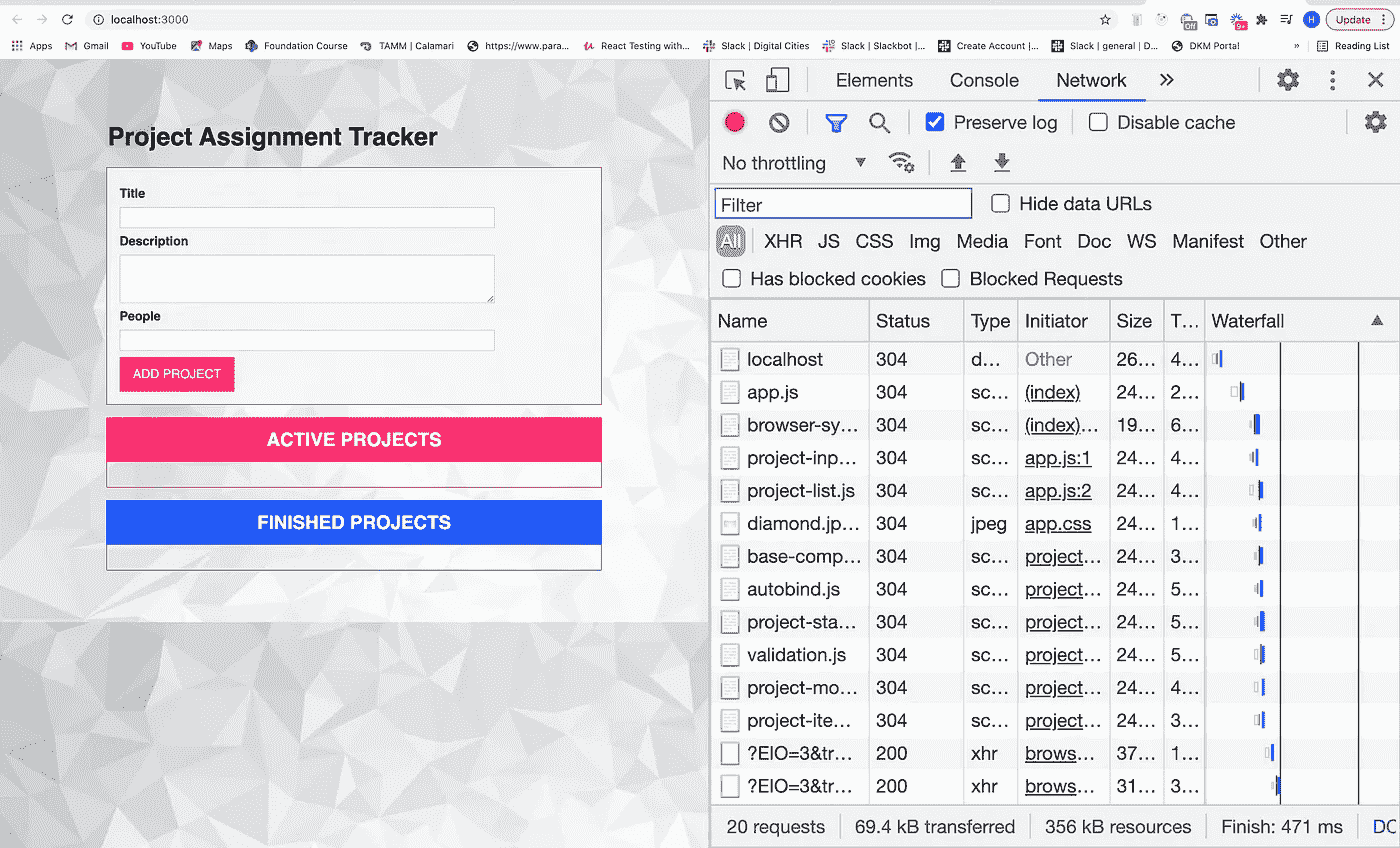 localhost:3000
Off
9+
H
Update
Apps
Gmail
YouTube
Maps
Foundation Course
TAMM | Calamari
https://www.para...
React Testing with...
Slack | Digital Cities
Slack | Slackbot |...
Create Account |...
Slack | general | D...
DKM Portal
»
Reading List
Project Assignment Tracker
Title
Description
People
ADD PROJECT
ACTIVE PROJECTS
FINISHED PROJECTS
Elements Console Network »
Preserve log Disable cache
No throttling
Filter Hide data URLs
All XHR JS CSS Img Media Font Doc WS Manifest Other
Has blocked cookies Blocked Requests
Name Status Type Initiator Size T... Waterfall
localhost 304 d... Other 26... 4...
app.js 304 sc... (index) 24... 2...
browser-sy... 304 sc... (index)... 19... 6...
project-inp... 304 sc... app.js:1 24... 4...
project-list.js 304 sc... app.js:2 24... 4...
diamond.jp... 304 jpeg app.css 24... 1...
base-comp... 304 sc... project... 24... 3...
autobind.js 304 sc... project... 24... 5...
project-sta... 304 sc... project... 24... 5...
validation.js 304 sc... project... 24... 5...
project-mo... 304 sc... project... 24... 4...
project-ite... 304 sc... project... 24... 3...
?EIO=3&tr... 200 xhr brows... 37... 1...
?EIO=3&tr... 200 xhr brows... 31... 3...
20 requests 69.4 kB transferred 356 kB resources Finish: 471 ms DC